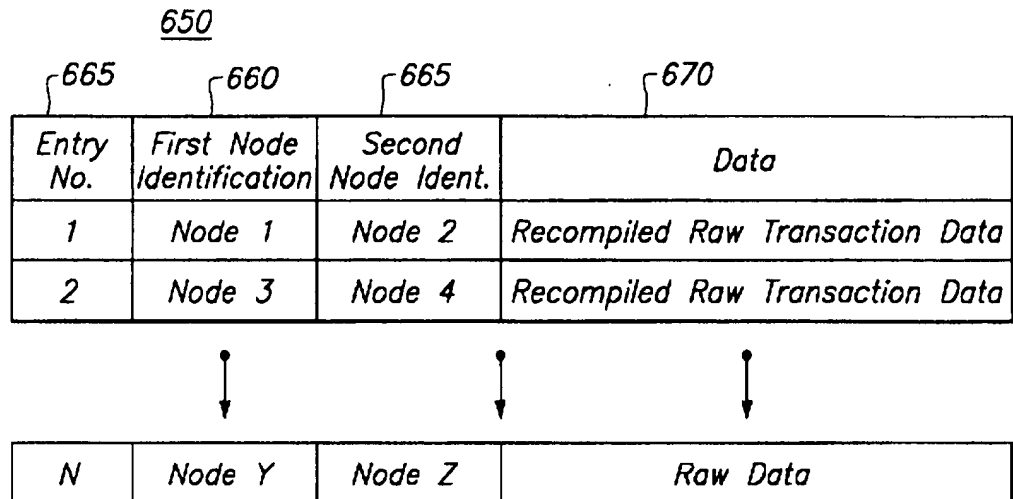 650
665 660 665 670
Entry No. First Node Identification Second Node Ident. Data
1 Node 1 Node 2 Recompiled Raw Transaction Data
2 Node 3 Node 4 Recompiled Raw Transaction Data
N Node Y Node Z Raw Data